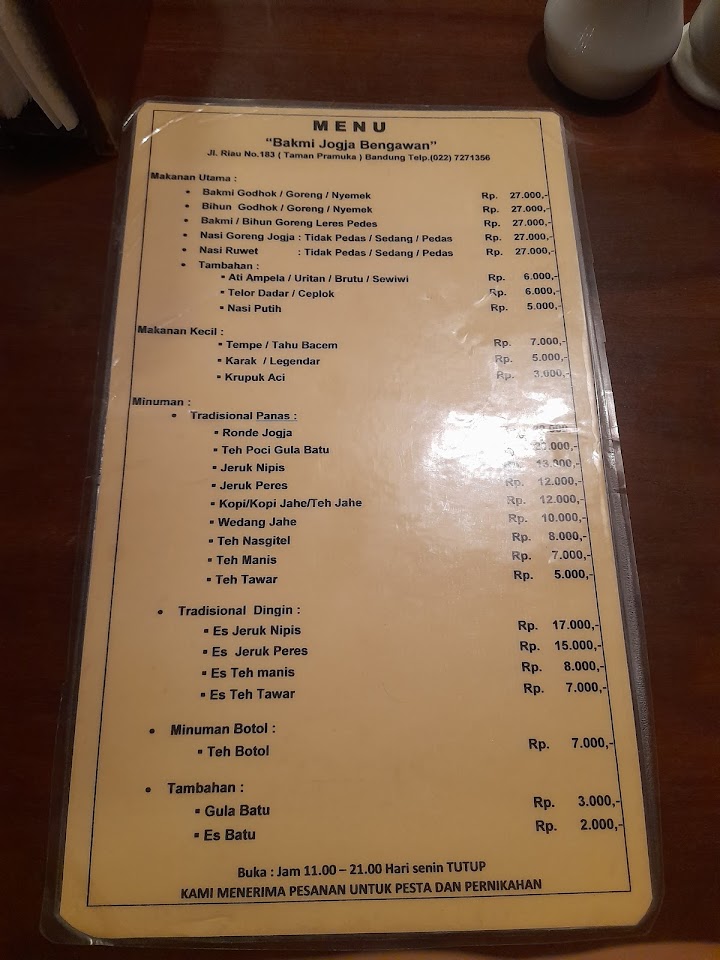 MENU
"Bakmi Jogja Bengawan"
Jl. Riau No.183 ( Taman Pramuka ) Bandung Telp.(022) 7271356
Makanan Utama :
• Bakmi Godhok / Goreng / Nyemek Rp. 27.000,-
• Bihun Godhok / Goreng / Nyemek Rp. 27.000,-
• Bakmi / Bihun Goreng Leres Pedes Rp. 27.000,-
• Nasi Goreng Jogja : Tidak Pedas / Sedang / Pedas Rp. 27.000,-
• Nasi Ruwet : Tidak Pedas / Sedang / Pedas Rp. 27.000,-
• Tambahan :
▪ Ati Ampela / Uritan / Brutu / Sewiwi Rp. 6.000,-
▪ Telor Dadar / Ceplok Rp. 6.000,-
▪ Nasi Putih Rp. 5.000,-
Makanan Kecil :
▪ Tempe / Tahu Bacem Rp. 7.000,-
▪ Karak / Legendar Rp. 5.000,-
▪ Krupuk Aci Rp. 3.000,-
Minuman :
• Tradisional Panas :
▪ Ronde Jogja
▪ Teh Poci Gula Batu
▪ Jeruk Nipis 13.000,-
▪ Jeruk Peres Rp. 12.000,-
▪ Kopi/Kopi Jahe/Teh Jahe Rp. 12.000,-
▪ Wedang Jahe Rp. 10.000,-
▪ Teh Nasgitel Rp. 8.000,-
▪ Teh Manis Rp. 7.000,-
▪ Teh Tawar Rp. 5.000,-
• Tradisional Dingin :
▪ Es Jeruk Nipis Rp. 17.000,-
▪ Es Jeruk Peres Rp. 15.000,-
▪ Es Teh manis Rp. 8.000,-
▪ Es Teh Tawar Rp. 7.000,-
• Minuman Botol :
▪ Teh Botol Rp. 7.000,-
• Tambahan :
▪ Gula Batu Rp. 3.000,-
▪ Es Batu Rp. 2.000,-
Buka : Jam 11.00 – 21.00 Hari senin TUTUP
KAMI MENERIMA PESANAN UNTUK PESTA DAN PERNIKAHAN